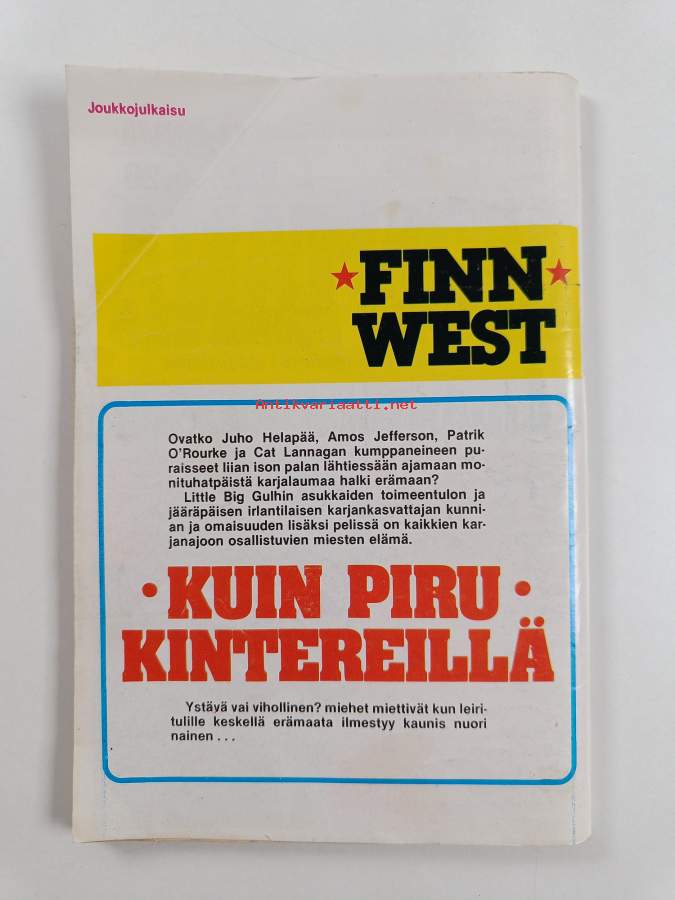 Joukkojulkaisu
FINN
WEST
Antikvariaatti.net
Ovatko Juho Helapää, Amos Jefferson, Patrik
O'Rourke ja Cat Lannagan kumppaneineen pu-
raisseet liian ison palan lähtiessään ajamaan mo-
nituhatpäistä karjalaumaa halki erämaan?
Little Big Gulhin asukkaiden toimeentulon ja
jääräpäisen irlantilaisen karjankasvattajan kunni-
an ja omaisuuden lisäksi pelissä on kaikkien kar-
janajoon osallistuvien miesten elämä.
• KUIN PIRU •
KINTEREILLÄ
Ystävä vai vihollinen? miehet miettivät kun leiri-
tulille keskellä erämaata ilmestyy kaunis nuori
nainen . . .